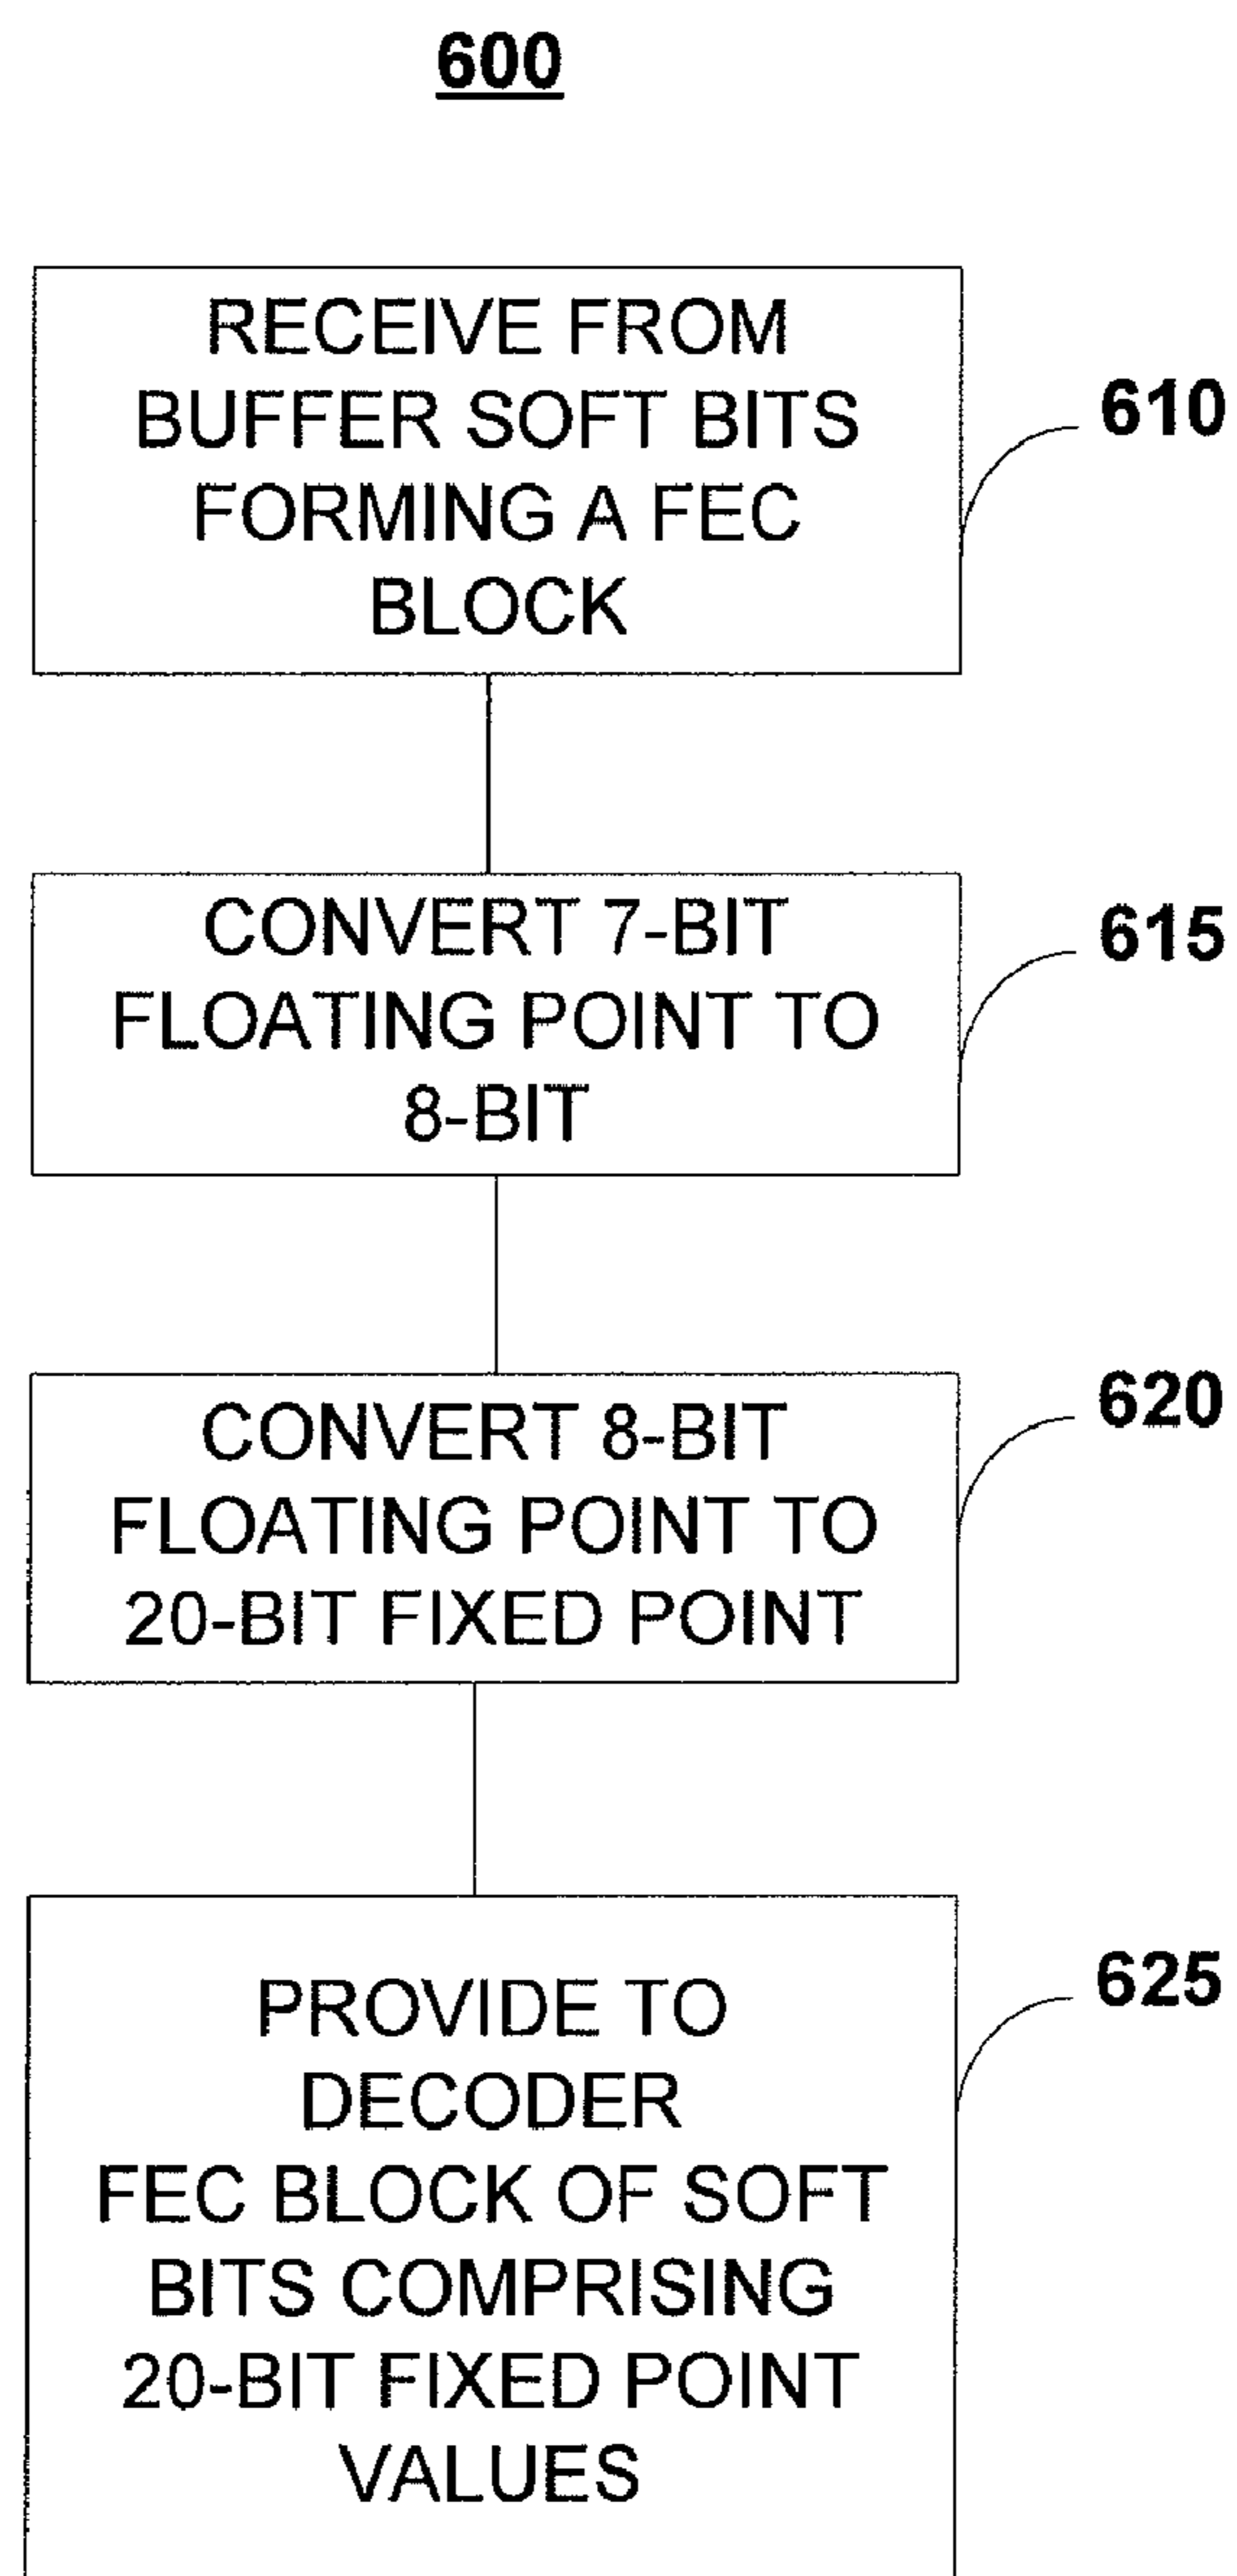 600
RECEIVE FROM
BUFFER SOFT BITS
FORMING A FEC
BLOCK
610
CONVERT 7-BIT
FLOATING POINT TO
8-BIT
615
CONVERT 8-BIT
FLOATING POINT TO
20-BIT FIXED POINT
620
PROVIDE TO
DECODER
FEC BLOCK OF SOFT
BITS COMPRISING
20-BIT FIXED POINT
VALUES
625